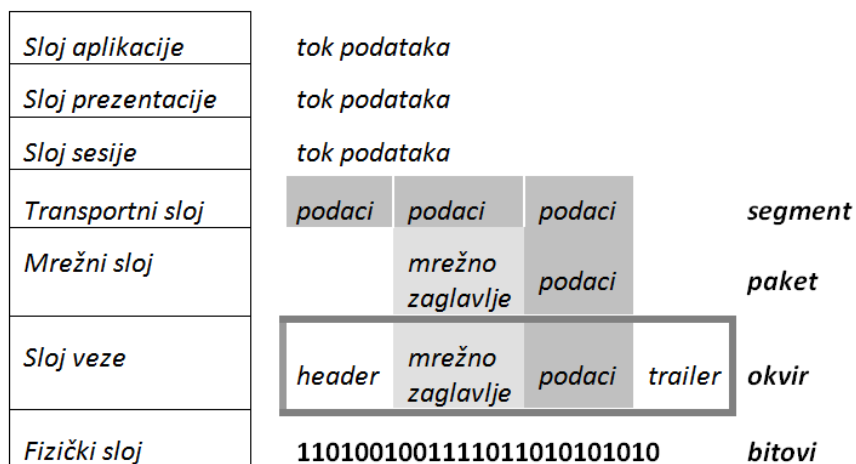 Sloj aplikacije tok podataka
Sloj prezentacije tok podataka
Sloj sesije tok podataka
Transportni sloj podaci podaci podaci segment
Mrežni sloj mrežno zaglavlje podaci paket
Sloj veze header mrežno zaglavlje podaci trailer okvir
Fizički sloj 1101001001111011010101010 bitovi